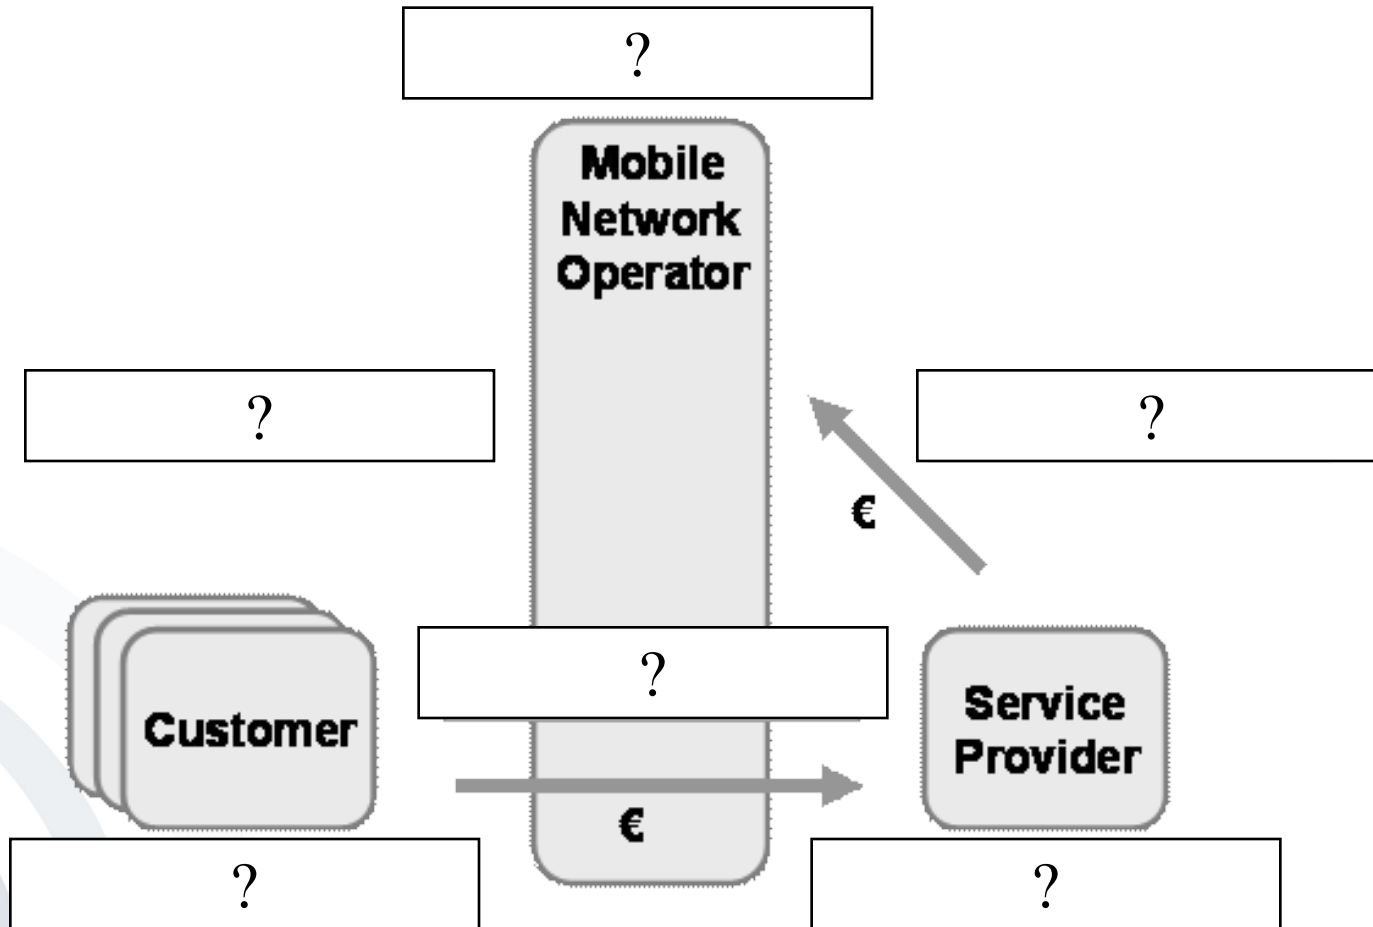 ?
Mobile
Network
Operator
?
?
€
?
Customer
Service
Provider
€
?
?